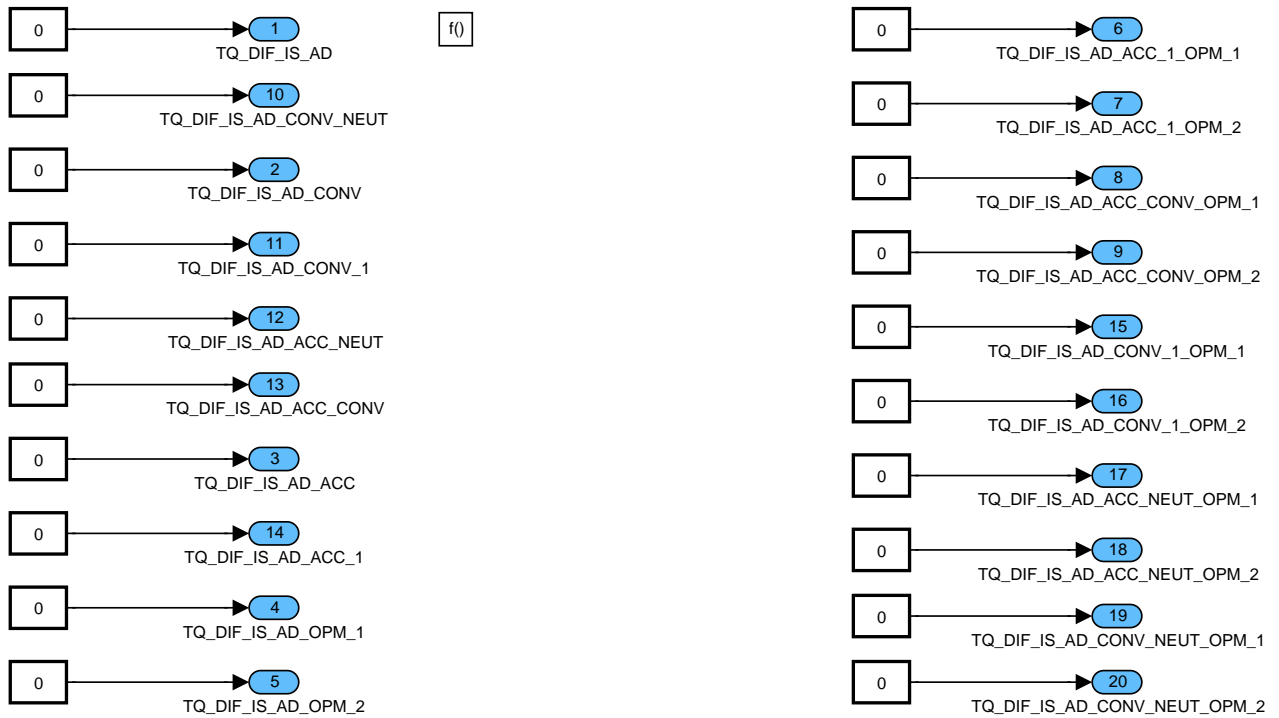 0
1
TQ_DIF_IS_AD
0
10
TQ_DIF_IS_AD_CONV_NEUT
0
2
TQ_DIF_IS_AD_CONV
0
11
TQ_DIF_IS_AD_CONV_1
0
12
TQ_DIF_IS_AD_ACC_NEUT
0
13
TQ_DIF_IS_AD_ACC_CONV
0
3
TQ_DIF_IS_AD_ACC
0
14
TQ_DIF_IS_AD_ACC_1
0
4
TQ_DIF_IS_AD_OPM_1
0
5
TQ_DIF_IS_AD_OPM_2
f()
0
6
TQ_DIF_IS_AD_ACC_1_OPM_1
0
7
TQ_DIF_IS_AD_ACC_1_OPM_2
0
8
TQ_DIF_IS_AD_ACC_CONV_OPM_1
0
9
TQ_DIF_IS_AD_ACC_CONV_OPM_2
0
15
TQ_DIF_IS_AD_CONV_1_OPM_1
0
16
TQ_DIF_IS_AD_CONV_1_OPM_2
0
17
TQ_DIF_IS_AD_ACC_NEUT_OPM_1
0
18
TQ_DIF_IS_AD_ACC_NEUT_OPM_2
0
19
TQ_DIF_IS_AD_CONV_NEUT_OPM_1
0
20
TQ_DIF_IS_AD_CONV_NEUT_OPM_2